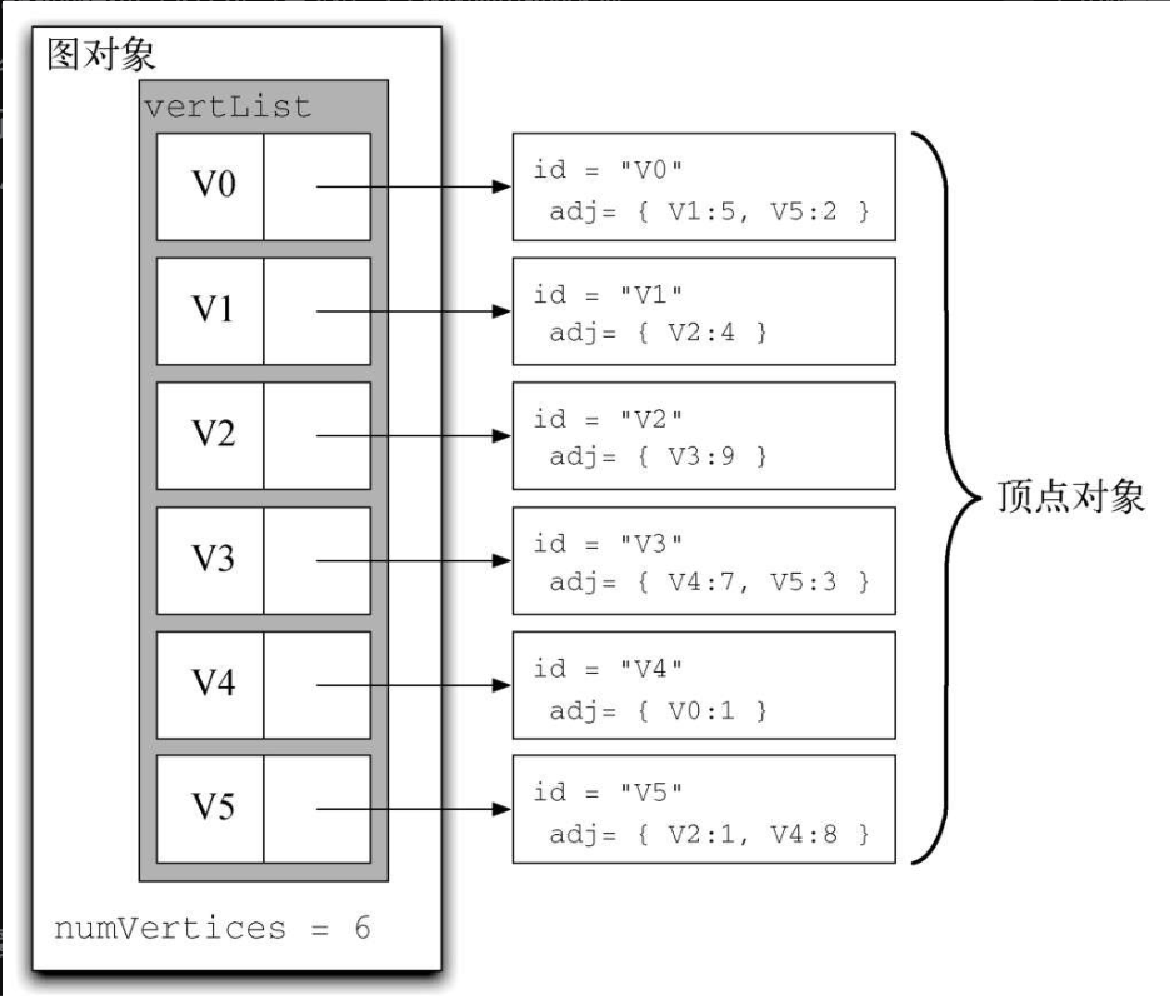 图对象
vertList
V0
id = "V0"
adj= { V1:5, V5:2 }
V1
id = "V1"
adj= { V2:4 }
V2
id = "V2"
adj= { V3:9 }
V3
id = "V3"
adj= { V4:7, V5:3 }
V4
id = "V4"
adj= { V0:1 }
V5
id = "V5"
adj= { V2:1, V4:8 }
顶点对象
numVertices = 6